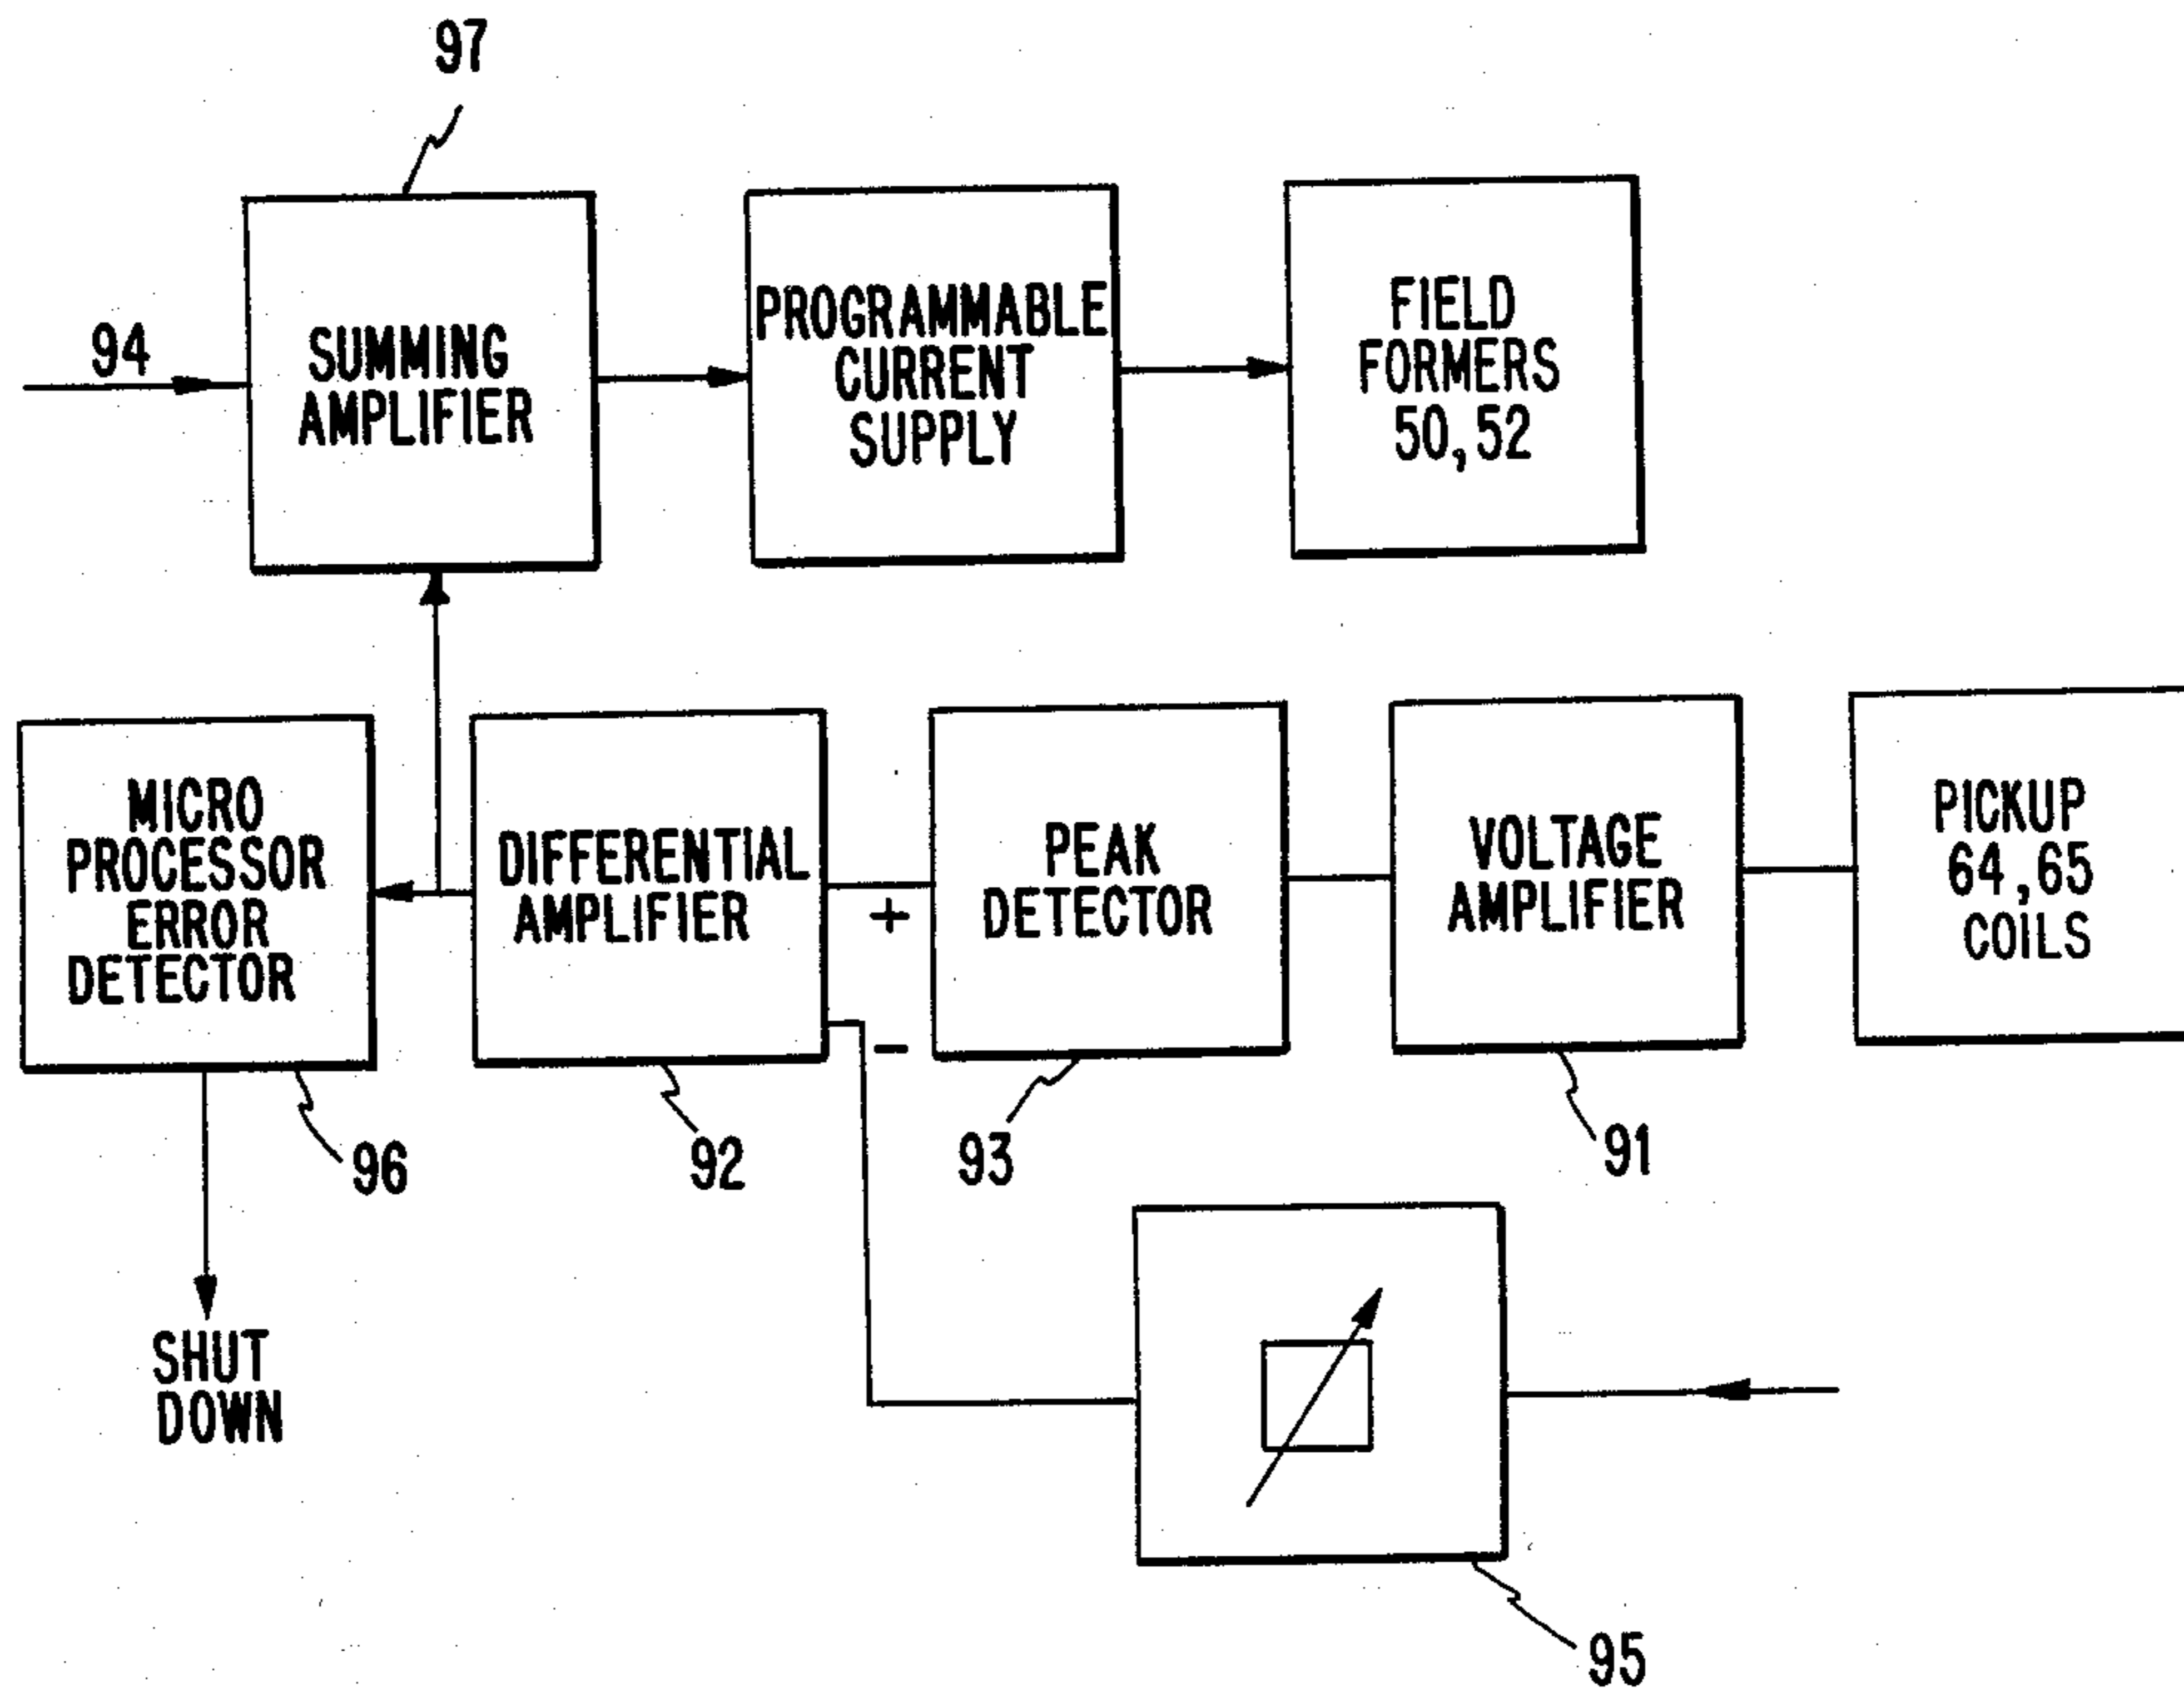 97
94
SUMMING
AMPLIFIER
PROGRAMMABLE
CURRENT
SUPPLY
FIELD
FORMERS
50, 52
MICRO
PROCESSOR
ERROR
DETECTOR
DIFFERENTIAL
AMPLIFIER
+
-
PEAK
DETECTOR
VOLTAGE
AMPLIFIER
PICKUP
64, 65
COILS
96
92
93
91
SHUT
DOWN
95